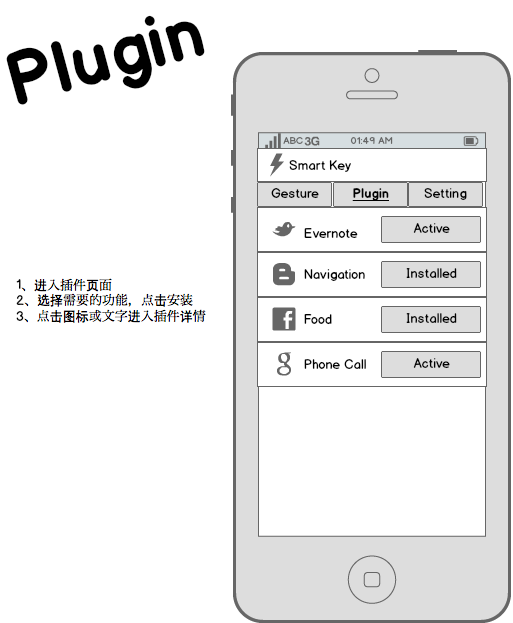 Plugin
ABC 3G 01:49 AM
Smart Key
Gesture Plugin Setting
Evernote Active
Navigation Installed
Food Installed
Phone Call Active
1、进入插件页面
2、选择需要的功能，点击安装
3、点击图标或文字进入插件详情